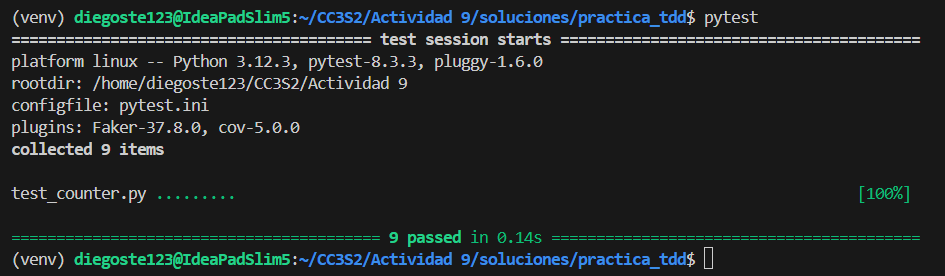 (venv) diegoste123@IdeaPadSlim5:~/CC3S2/Actividad 9/soluciones/practica_tdd$ pytest
======================================= test session starts =======================================
platform linux -- Python 3.12.3, pytest-8.3.3, pluggy-1.6.0
rootdir: /home/diegoste123/CC3S2/Actividad 9
configfile: pytest.ini
plugins: Faker-37.8.0, cov-5.0.0
collected 9 items
test_counter.py ......... [100%]
======================================== 9 passed in 0.14s ========================================
(venv) diegoste123@IdeaPadSlim5:~/CC3S2/Actividad 9/soluciones/practica_tdd$